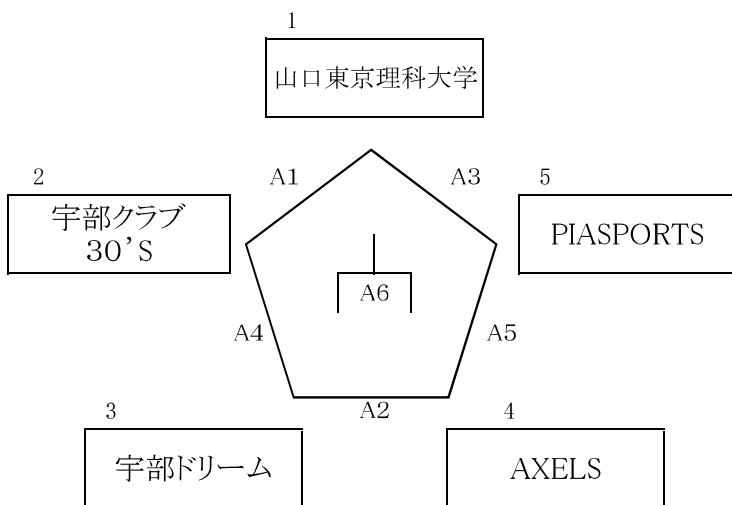 1
山口東京理科大学
A1
A3
2
宇部クラブ
30’S
5
PIASPORTS
A6
A4
A5
A2
3
宇部ドリーム
4
AXELS